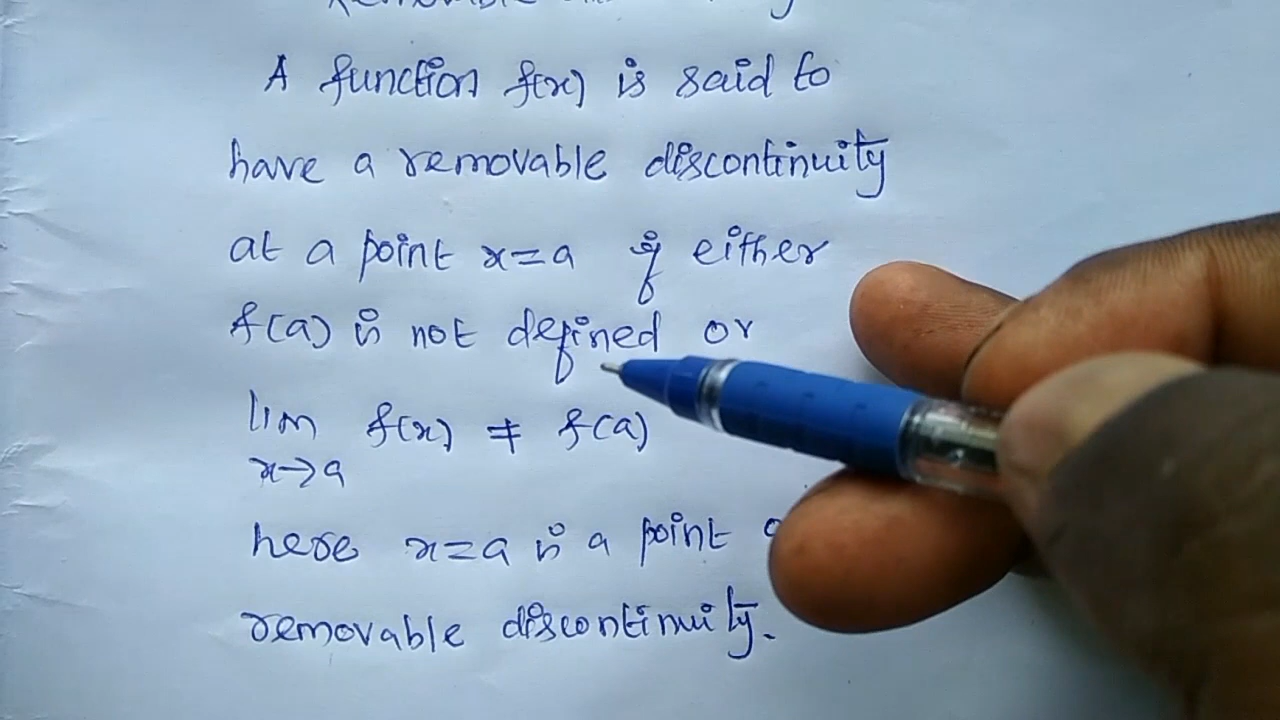 A function f(x) is said to
have a removable discontinuity
at a point x=a if either
f(a) is not defined or
lim f(x) ≠ f(a)
x→a
here x=a is a point
removable discontinuity.